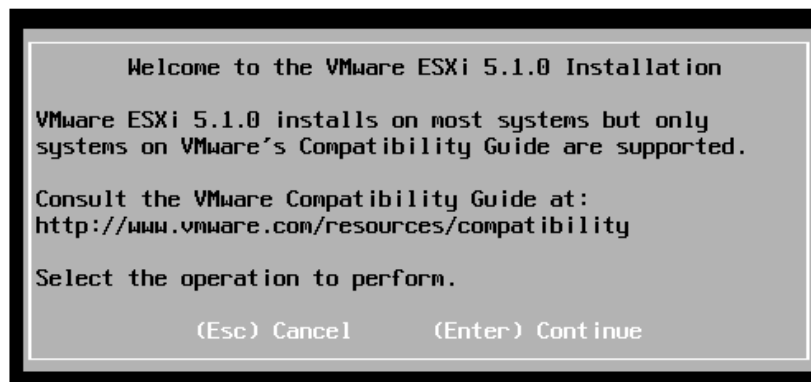 Welcome to the VMware ESXi 5.1.0 Installation
VMware ESXi 5.1.0 installs on most systems but only
systems on VMware's Compatibility Guide are supported.
Consult the VMware Compatibility Guide at:
http://www.vmware.com/resources/compatibility
Select the operation to perform.
(Esc) Cancel (Enter) Continue